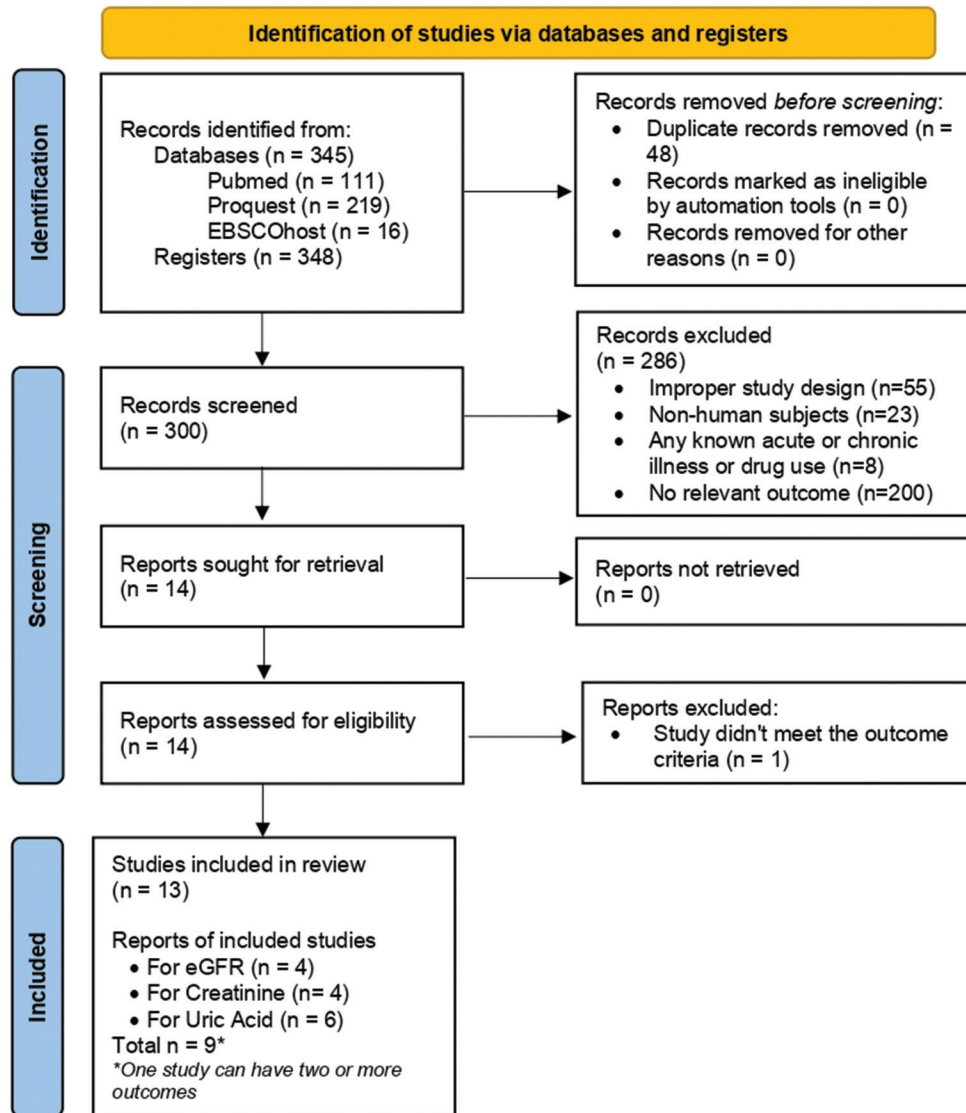 Identification of studies via databases and registers
Identification
Records identified from:
Databases (n = 345)
Pubmed (n = 111)
Proquest (n = 219)
EBSCOhost (n = 16)
Registers (n = 348)
Records removed before screening:
• Duplicate records removed (n =
48)
• Records marked as ineligible
by automation tools (n = 0)
• Records removed for other
reasons (n = 0)
Screening
Records screened
(n = 300)
Records excluded
(n = 286)
• Improper study design (n=55)
• Non-human subjects (n=23)
• Any known acute or chronic
illness or drug use (n=8)
• No relevant outcome (n=200)
Reports sought for retrieval
(n = 14)
Reports not retrieved
(n = 0)
Reports assessed for eligibility
(n = 14)
Reports excluded:
• Study didn't meet the outcome
criteria (n = 1)
Included
Studies included in review
(n = 13)
Reports of included studies
• For eGFR (n = 4)
• For Creatinine (n= 4)
• For Uric Acid (n = 6)
Total n = 9*
*One study can have two or more
outcomes